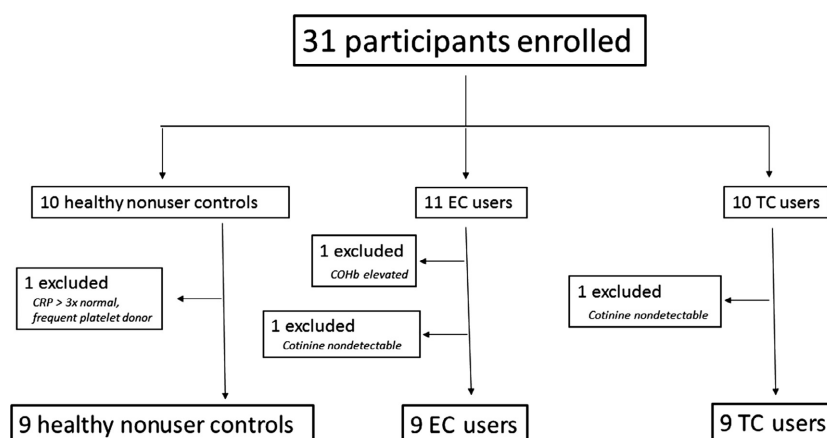 31 participants enrolled
10 healthy nonuser controls
11 EC users
10 TC users
1 excluded
COHb elevated
1 excluded
CRP > 3x normal,
frequent platelet donor
1 excluded
Cotinine nondetectable
1 excluded
Cotinine nondetectable
9 healthy nonuser controls
9 EC users
9 TC users